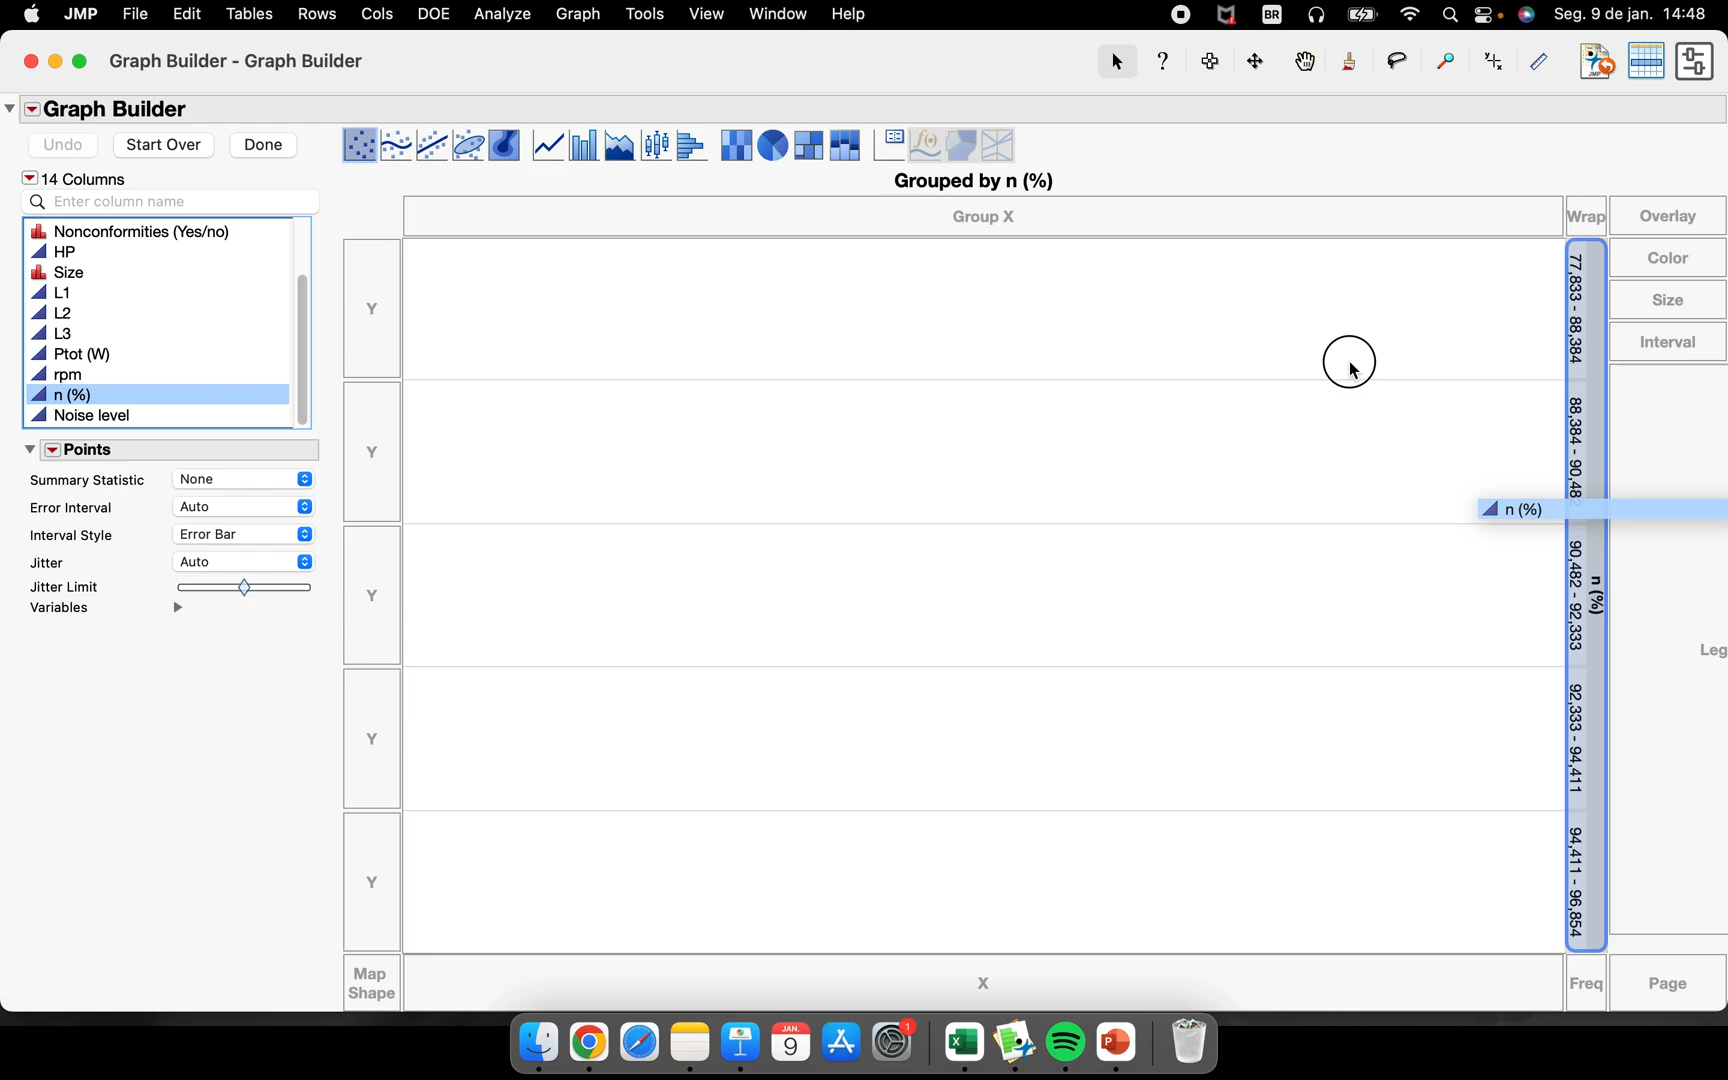 JMP File Edit Tables Rows Cols DOE Analyze Graph Tools View Window Help BR Seg. 9 de jan. 14:48
Graph Builder - Graph Builder
Graph Builder
Undo Start Over Done
14 Columns
Enter column name
Nonconformities (Yes/no)
HP
Size
L1
L2
L3
Ptot (W)
rpm
n (%)
Noise level
Points
Summary Statistic None
Error Interval Auto
Interval Style Error Bar
Jitter Auto
Jitter Limit
Variables
Grouped by n (%)
Group X
Wrap
Overlay
Color
Size
Interval
Y
Y
Y
Y
Y
77,833 - 88,384
88,384 - 90,48
90,482 - 92,333
92,333 - 94,411
94,411 - 96,854
n (%)
n (%)
Leg
Map
Shape
X
Freq
Page
JAN.
9
1